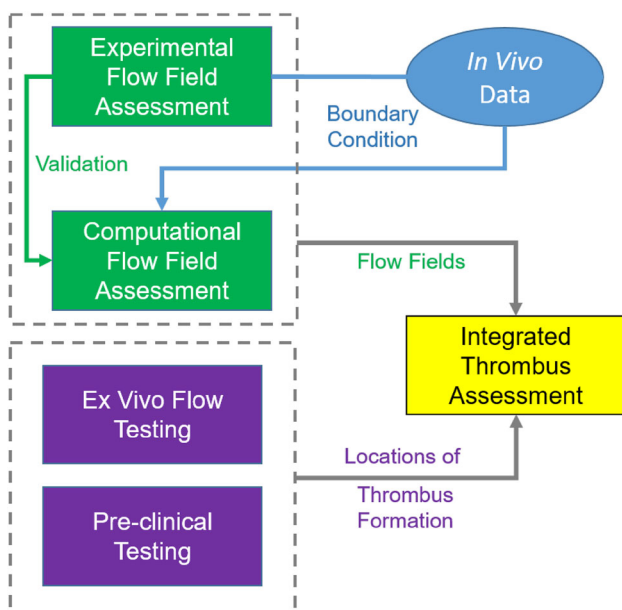 Experimental
Flow Field
Assessment
In Vivo
Data
Boundary
Condition
Validation
Computational
Flow Field
Assessment
Flow Fields
Integrated
Thrombus
Assessment
Ex Vivo Flow
Testing
Locations of
Thrombus
Formation
Pre-clinical
Testing